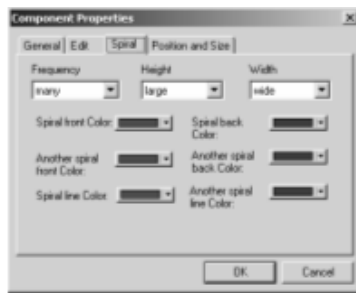 Component Properties
General Edit Spiral Position and Size
Frequency Height Width
many large wide
Spiral front Color: Spiral back Color:
Another spiral front Color: Another spiral back Color:
Spiral line Color: Another spiral line Color:
OK Cancel